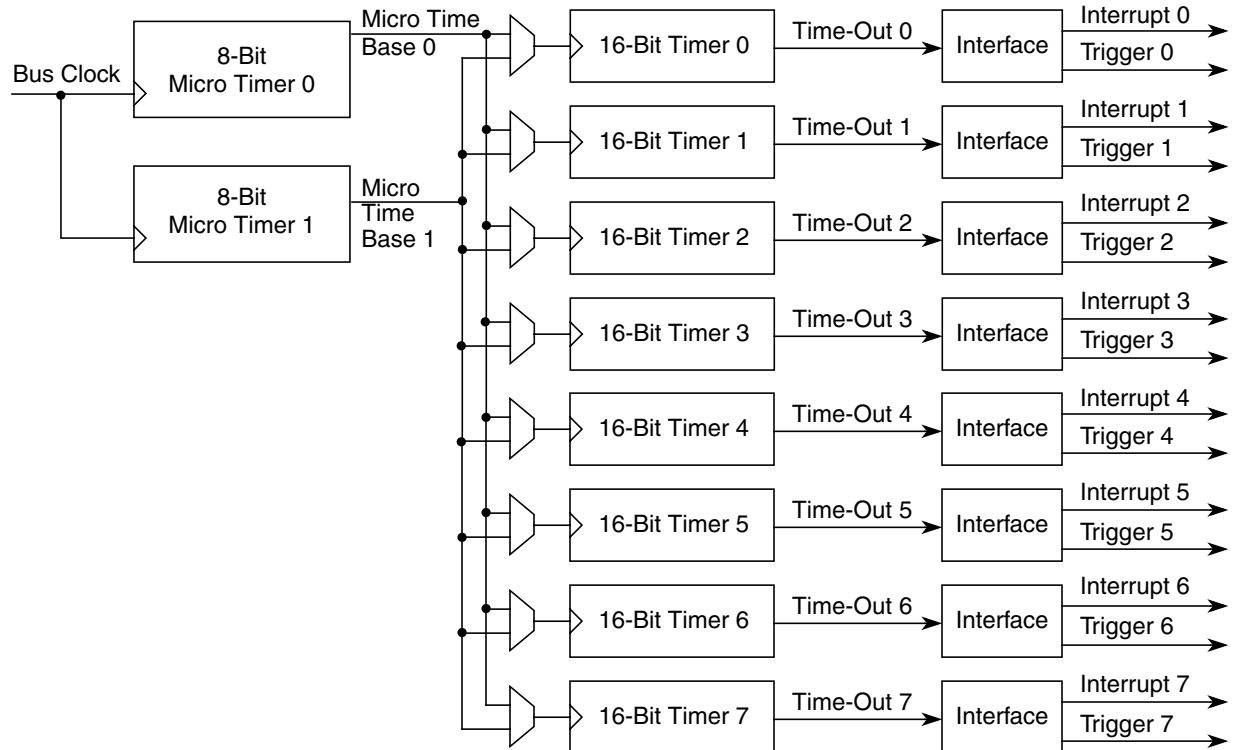 Bus Clock
8-Bit
Micro Timer 0
Micro Time
Base 0
8-Bit
Micro Timer 1
Micro
Time
Base 1
16-Bit Timer 0
Time-Out 0
Interface
Interrupt 0
Trigger 0
16-Bit Timer 1
Time-Out 1
Interface
Interrupt 1
Trigger 1
16-Bit Timer 2
Time-Out 2
Interface
Interrupt 2
Trigger 2
16-Bit Timer 3
Time-Out 3
Interface
Interrupt 3
Trigger 3
16-Bit Timer 4
Time-Out 4
Interface
Interrupt 4
Trigger 4
16-Bit Timer 5
Time-Out 5
Interface
Interrupt 5
Trigger 5
16-Bit Timer 6
Time-Out 6
Interface
Interrupt 6
Trigger 6
16-Bit Timer 7
Time-Out 7
Interface
Interrupt 7
Trigger 7